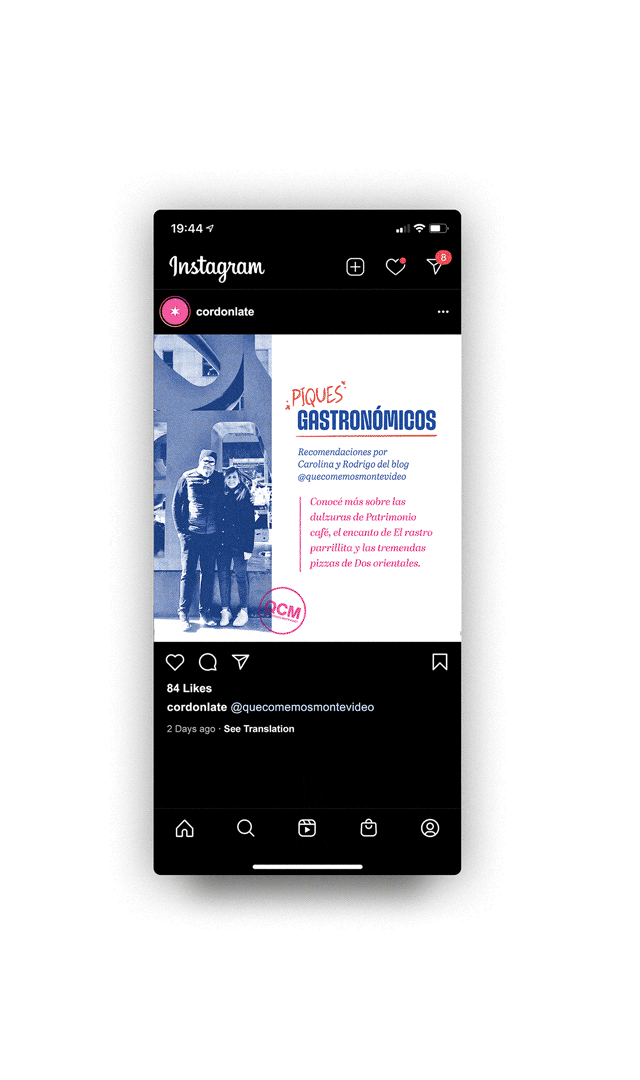 19:44
Instagram
8
cordonlate
PIQUES
GASTRONÓMICOS
Recomendaciones por
Carolina y Rodrigo del blog
@quecomemosmontevideo
Conocé más sobre las
dulzuras de Patrimonio
café, el encanto de El rastro
parrillita y las tremendas
pizzas de Dos orientales.
QCM
84 Likes
cordonlate @quecomemosmontevideo
2 Days ago · See Translation